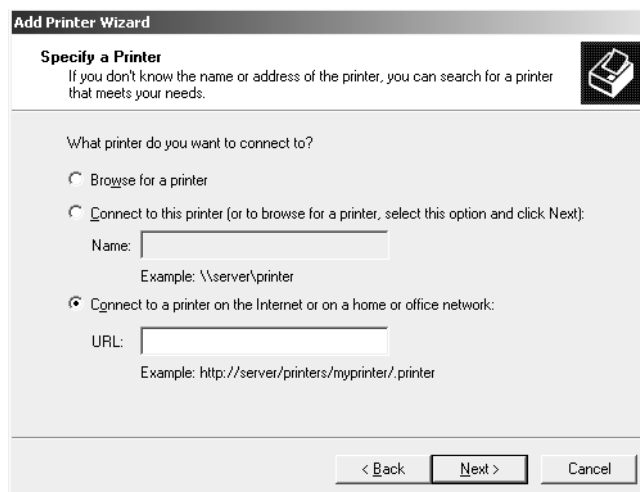 Add Printer Wizard
Specify a Printer
If you don't know the name or address of the printer, you can search for a printer
that meets your needs.
What printer do you want to connect to?
Browse for a printer
Connect to this printer (or to browse for a printer, select this option and click Next):
Name:
Example: \\server\printer
Connect to a printer on the Internet or on a home or office network:
URL:
Example: http://server/printers/myprinter/.printer
< Back Next > Cancel